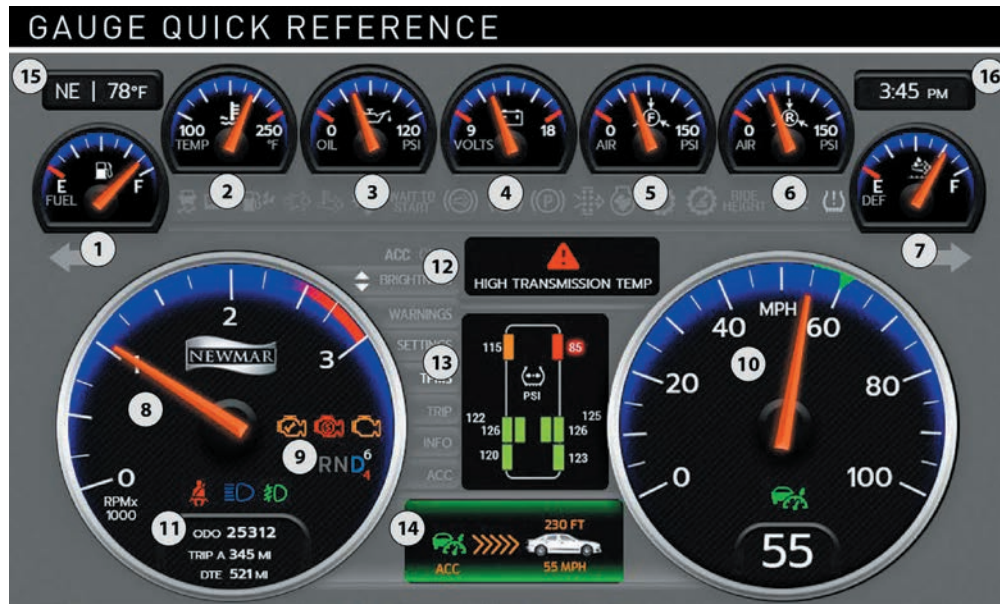 GAUGE QUICK REFERENCE
15
NE | 78°F
16
3:45 PM
100 250
TEMP °F
0 120
OIL PSI
9 18
VOLTS
F
0 150
AIR PSI
R
0 150
AIR PSI
E F
FUEL
E F
DEF
2
3
4
5
6
WAIT TO
START
P
RIDE
HEIGHT
1
7
ACC
12
BRIGHTN
HIGH TRANSMISSION TEMP
WARNINGS
SETTINGS
13
TPMS
TRIP
INFO
ACC
115 85
PSI
122 125
126 126
120 123
0
1
2
3
NEWMAR
8
9
RND
6
4
RPMx
1000
11
ODO 25312
TRIP A 345 MI
DTE 521 MI
MPH
0
20
40
60
80
100
10
55
14
230 FT
ACC 55 MPH